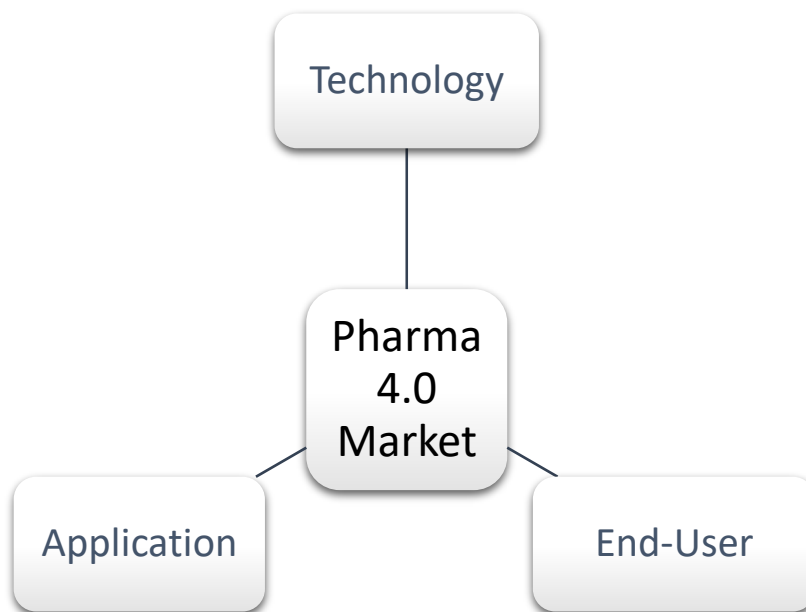 Technology
Pharma
4.0
Market
Application
End-User